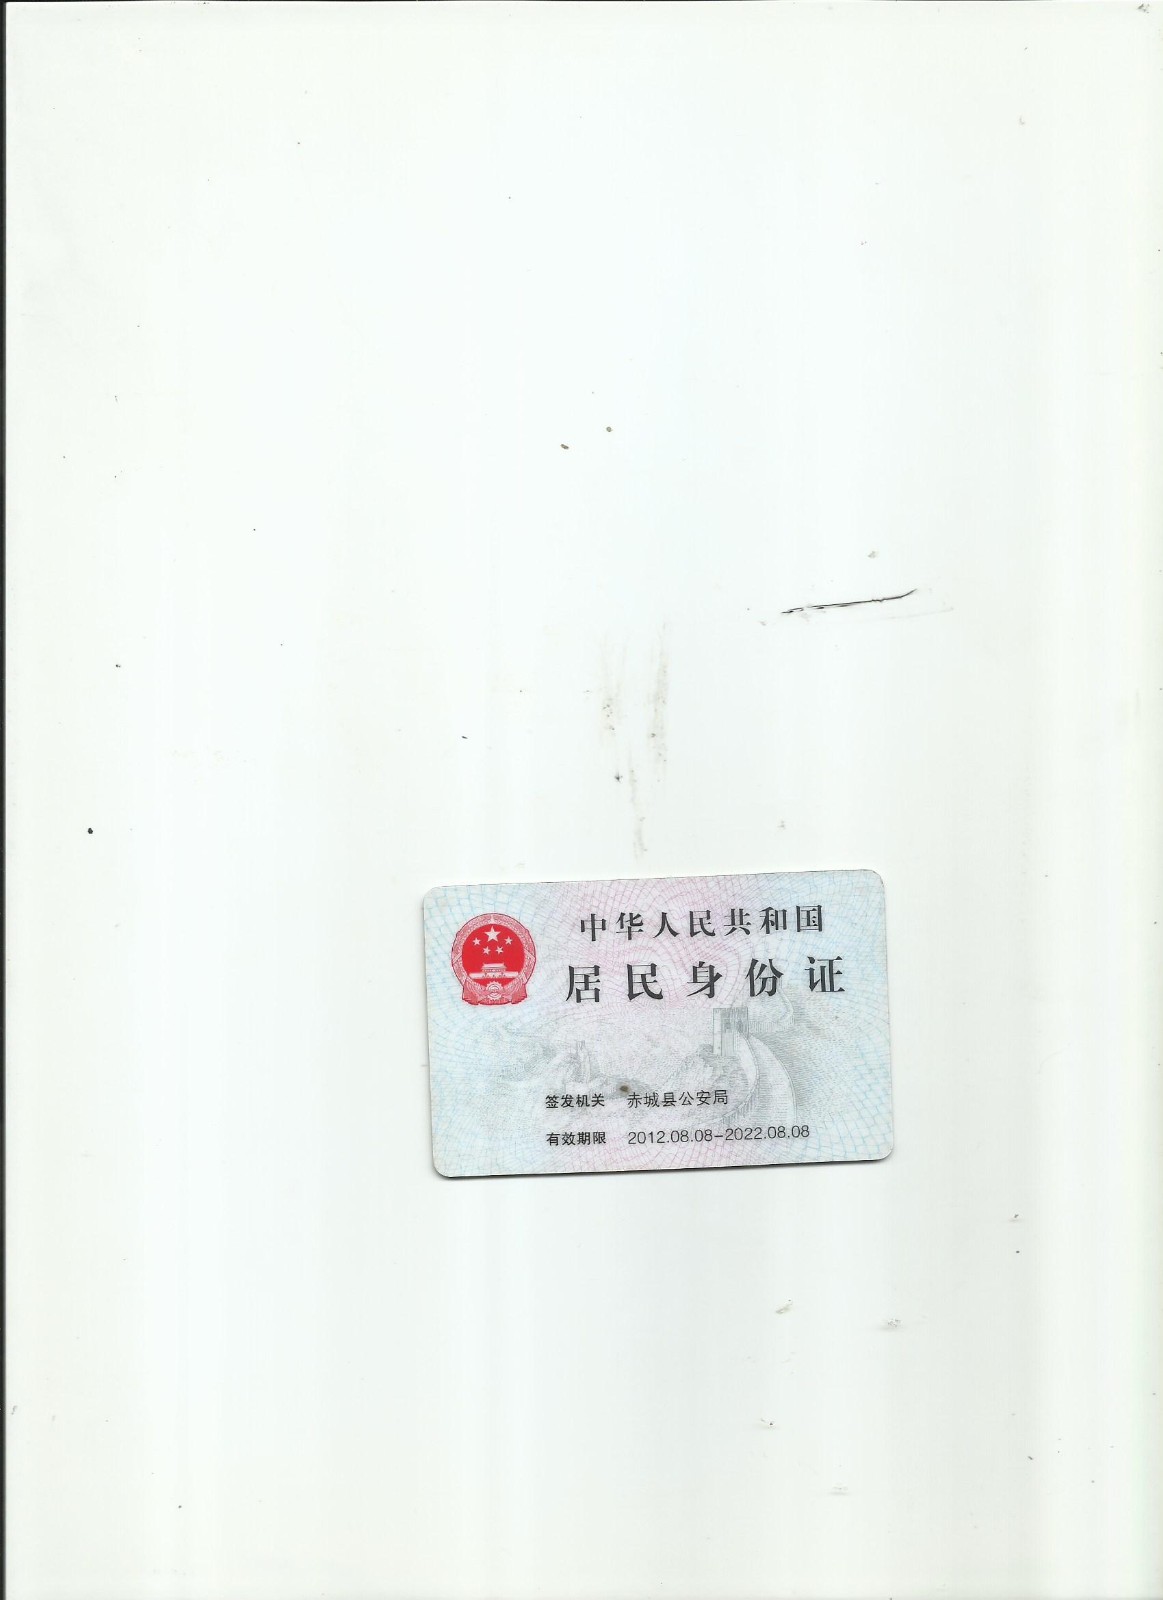 中华人民共和国
居民身份证
签发机关 赤城县公安局
有效期限 2012.08.08-2022.08.08